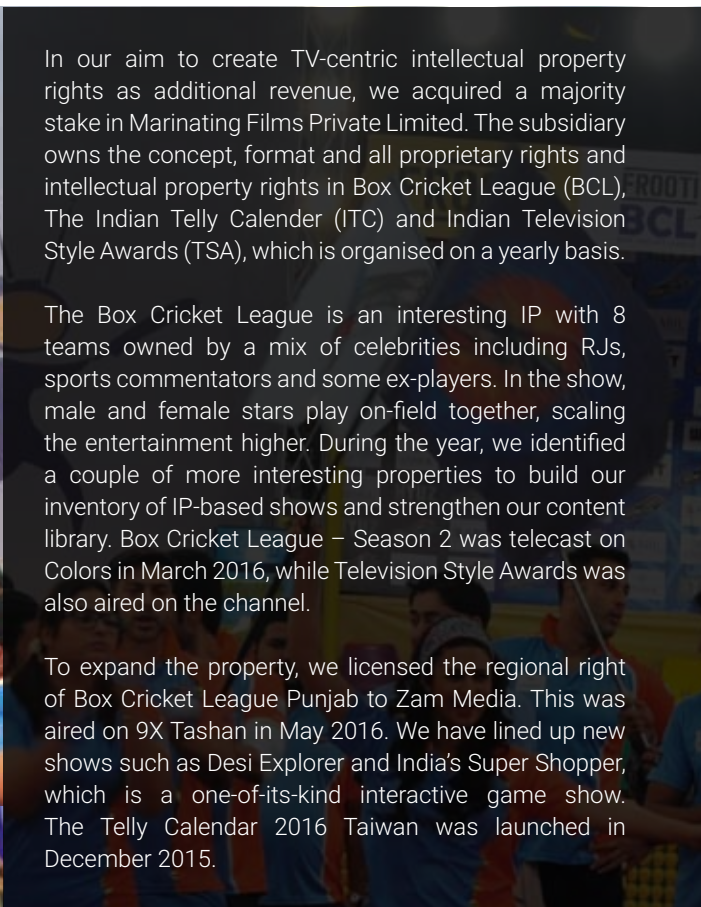 In our aim to create TV-centric intellectual property
rights as additional revenue, we acquired a majority
stake in Marinating Films Private Limited. The subsidiary
owns the concept, format and all proprietary rights and
intellectual property rights in Box Cricket League (BCL),
The Indian Telly Calender (ITC) and Indian Television
Style Awards (TSA), which is organised on a yearly basis.
The Box Cricket League is an interesting IP with 8
teams owned by a mix of celebrities including RJs,
sports commentators and some ex-players. In the show,
male and female stars play on-field together, scaling
the entertainment higher. During the year, we identified
a couple of more interesting properties to build our
inventory of IP-based shows and strengthen our content
library. Box Cricket League – Season 2 was telecast on
Colors in March 2016, while Television Style Awards was
also aired on the channel.
To expand the property, we licensed the regional right
of Box Cricket League Punjab to Zam Media. This was
aired on 9X Tashan in May 2016. We have lined up new
shows such as Desi Explorer and India’s Super Shopper,
which is a one-of-its-kind interactive game show.
The Telly Calendar 2016 Taiwan was launched in
December 2015.
FROOTI
BCL